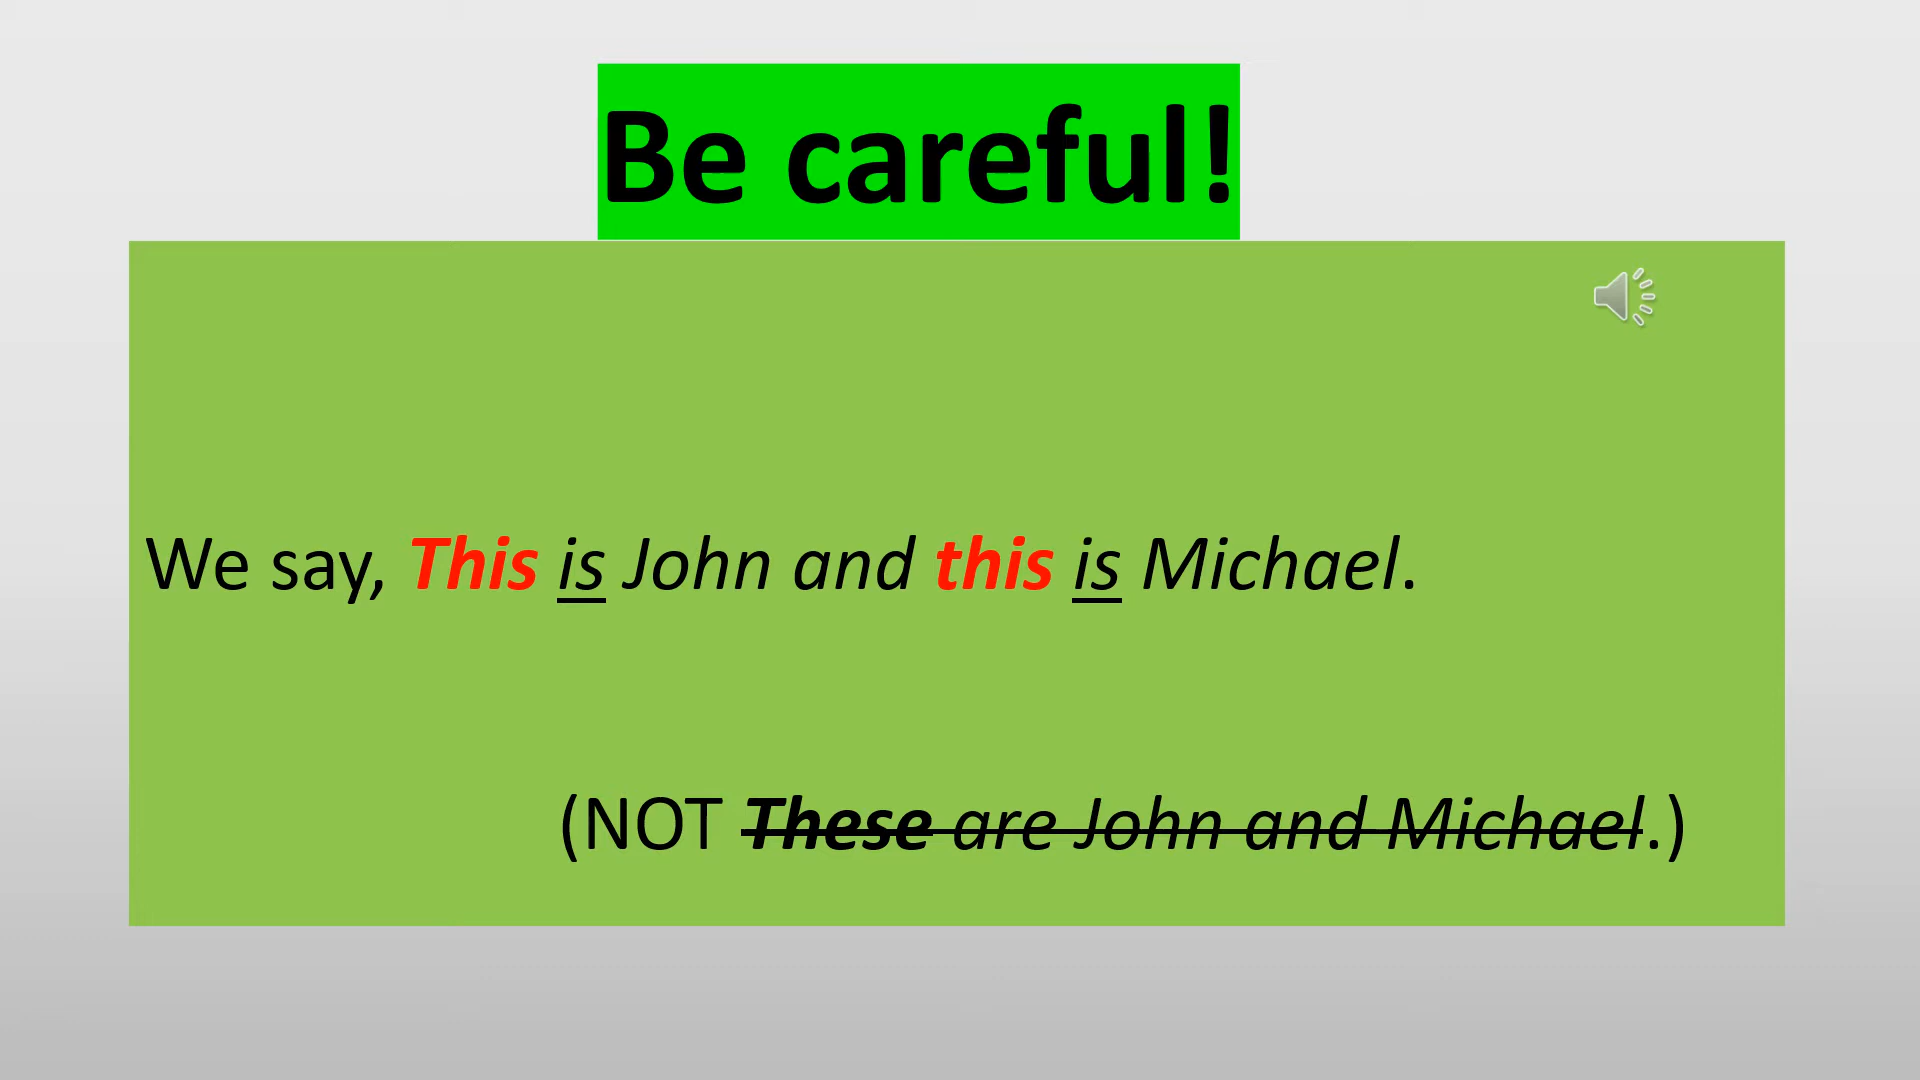 Be careful!
We say, This is John and this is Michael.
(NOT These are John and Michael.)